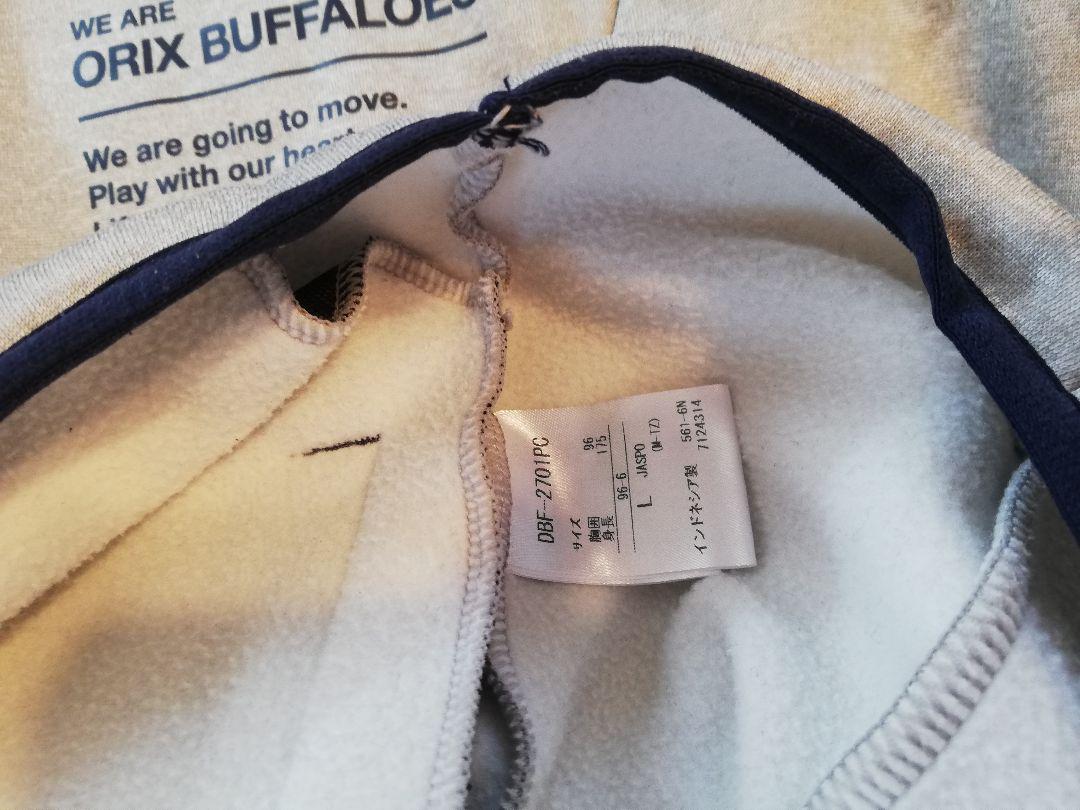 WE ARE
ORIX BUFFALOES
We are going to move.
Play with our heart
DBF-2701PC
サイズ
胸囲 96
身長 175
96-6
L JASPO
(M-TZ)
インドネシア製 561-6N
7124314